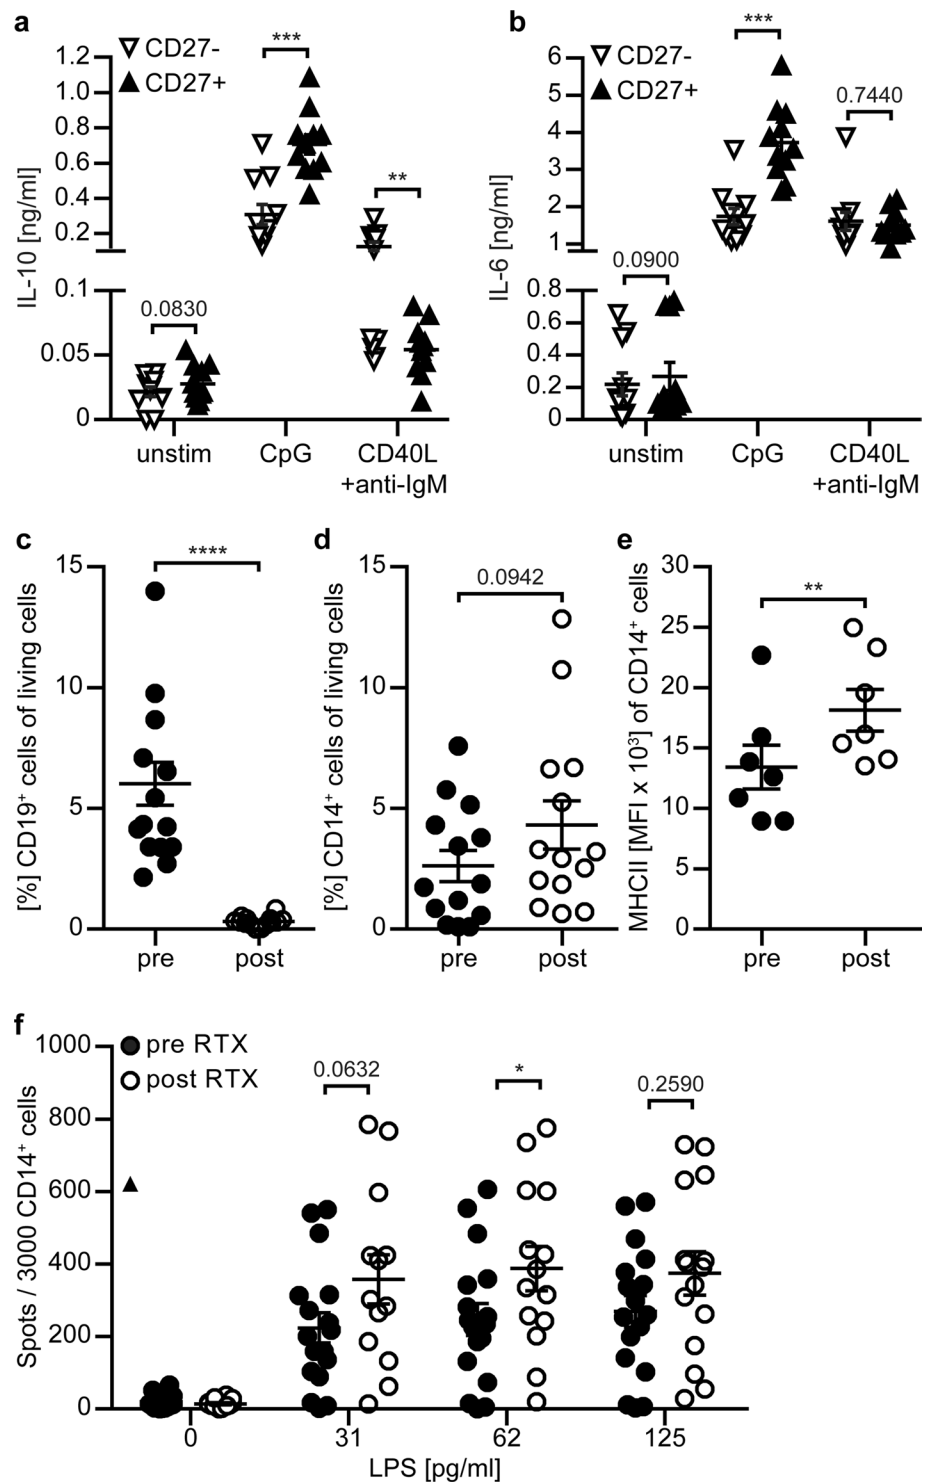 a
b
***
***
CD27-
CD27+
CD27-
CD27+
1.2
1.0
0.8
0.6
0.4
0.2
0.1
0.05
0
IL-10 [ng/ml]
**
0.0830
unstim
CpG
CD40L
+anti-IgM
6
5
4
3
2
1
0.8
0.6
0.4
0.2
0
IL-6 [ng/ml]
0.7440
0.0900
unstim
CpG
CD40L
+anti-IgM
c
d
e
[%] CD19⁺ cells of living cells
15
10
5
0
****
pre
post
[%] CD14⁺ cells of living cells
15
10
5
0
0.0942
pre
post
MHCII [MFI x 10³] of CD14⁺ cells
30
25
20
15
10
5
0
**
pre
post
f
Spots / 3000 CD14⁺ cells
1000
800
600
400
200
0
pre RTX
post RTX
0.0632
*
0.2590
0
31
62
125
LPS [pg/ml]